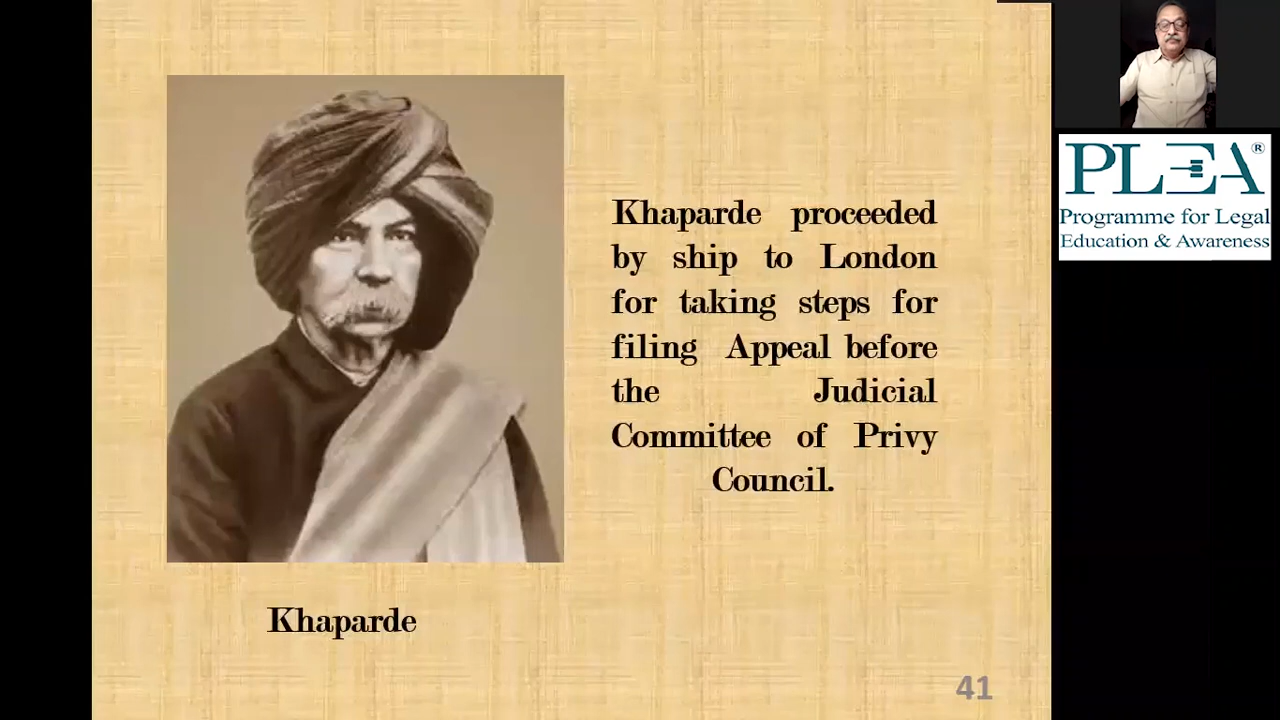 Khaparde proceeded
by ship to London
for taking steps for
filing Appeal before
the Judicial
Committee of Privy
Council.
Khaparde
41
PLEA®
Programme for Legal
Education & Awareness